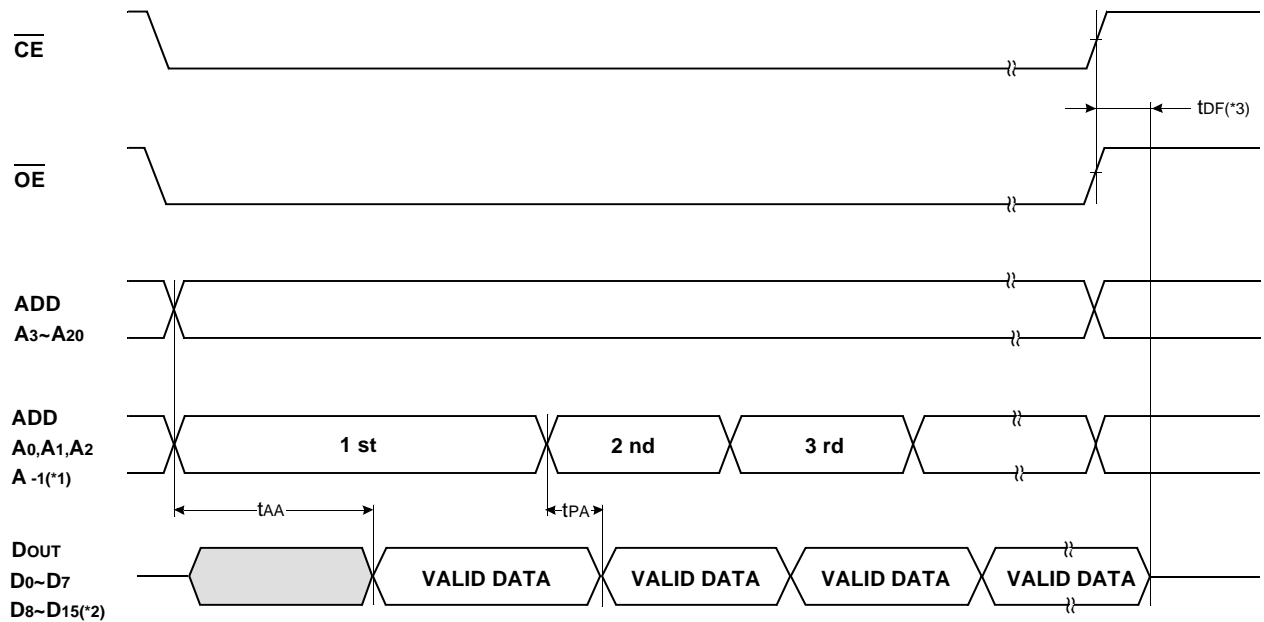 CE
tDF(*3)
OE
ADD
A3~A20
ADD
A0,A1,A2
A -1(*1)
1 st
2 nd
3 rd
tAA
tPA
DOUT
D0~D7
D8~D15(*2)
VALID DATA
VALID DATA
VALID DATA
VALID DATA